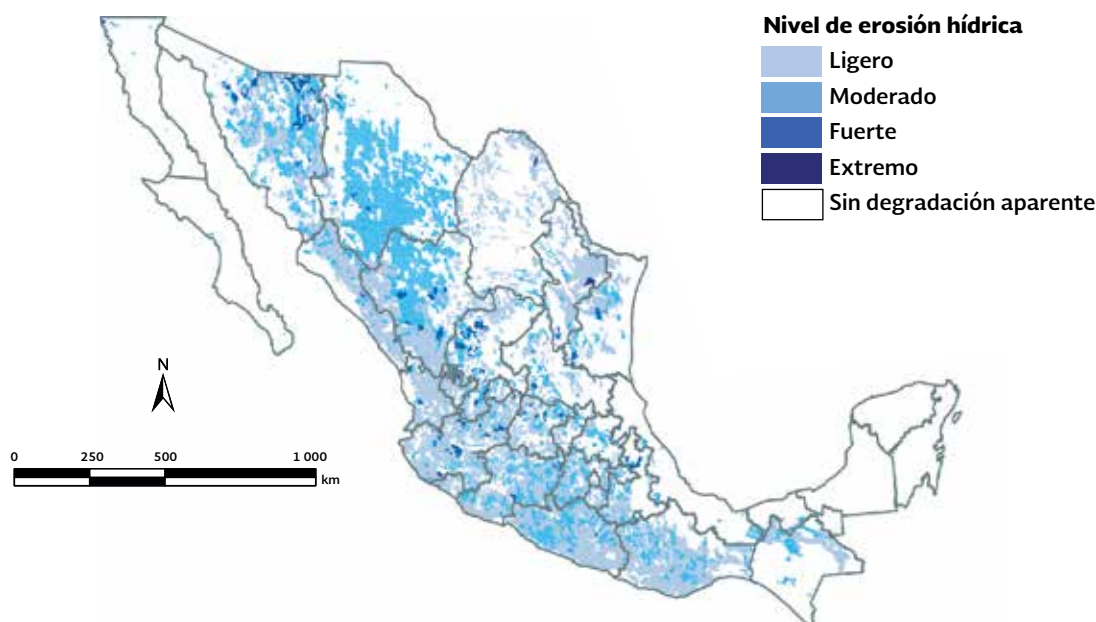 Nivel de erosión hídrica
Ligero
Moderado
Fuerte
Extremo
Sin degradación aparente
N
0 250 500 1 000
km